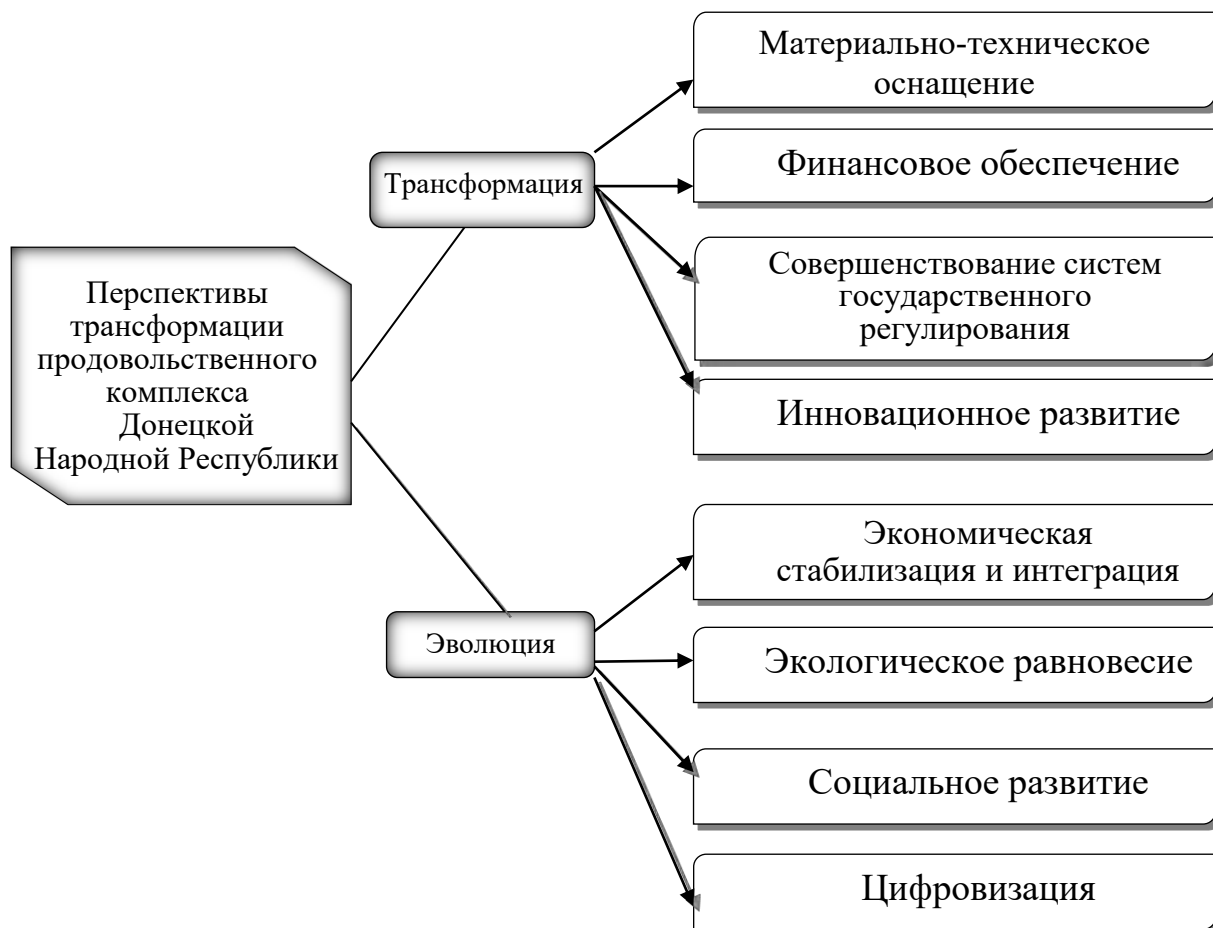 Перспективы
трансформации
продовольственного
комплекса
Донецкой
Народной Республики
Трансформация
Материально-техническое
оснащение
Финансовое обеспечение
Совершенствование систем
государственного
регулирования
Инновационное развитие
Эволюция
Экономическая
стабилизация и интеграция
Экологическое равновесие
Социальное развитие
Цифровизация